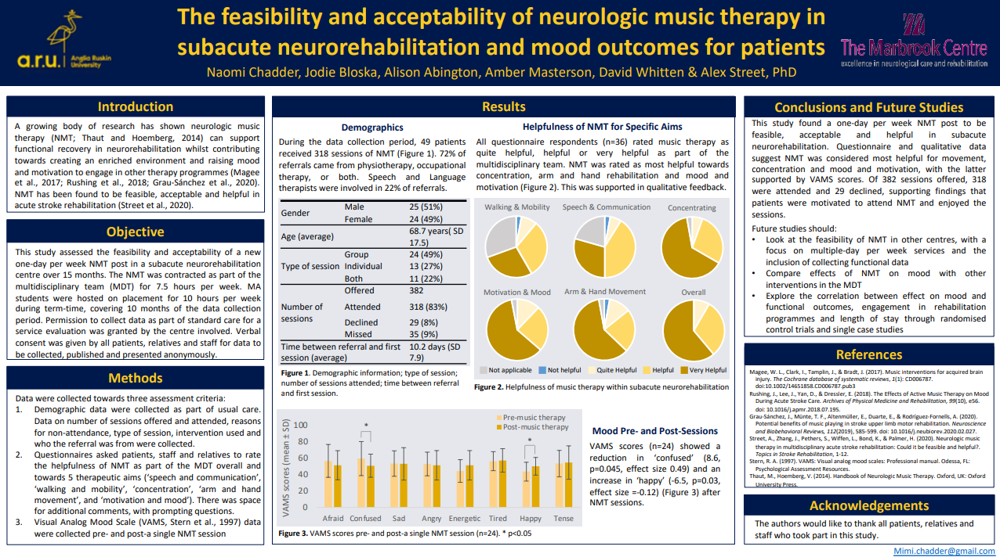 The feasibility and acceptability of neurologic music therapy in
subacute neurorehabilitation and mood outcomes for patients
Naomi Chadder, Jodie Bloska, Alison Abington, Amber Masterson, David Whitten & Alex Street, PhD
a.r.u.
Anglia Ruskin
University
The Marbrook Centre
excellence in neurological care and rehabilitation
Introduction
A growing body of research has shown neurologic music
therapy (NMT; Thaut and Hoemberg, 2014) can support
functional recovery in neurorehabilitation whilst contributing
towards creating an enriched environment and raising mood
and motivation to engage in other therapy programmes (Magee
et al., 2017; Rushing et al., 2018; Grau-Sánchez et al., 2020).
NMT has been found to be feasible, acceptable and helpful in
acute stroke rehabilitation (Street et al., 2020).
Objective
This study assessed the feasibility and acceptability of a new
one-day per week NMT post in a subacute neurorehabilitation
centre over 15 months. The NMT was contracted as part of the
multidisciplinary team (MDT) for 7.5 hours per week. MA
students were hosted on placement for 10 hours per week
during term-time, covering 10 months of the data collection
period. Permission to collect data as part of standard care for a
service evaluation was granted by the centre involved. Verbal
consent was given by all patients, relatives and staff for data to
be collected, published and presented anonymously.
Methods
Data were collected towards three assessment criteria:
1. Demographic data were collected as part of usual care.
Data on number of sessions offered and attended, reasons
for non-attendance, type of session, intervention used and
who the referral was from were collected.
2. Questionnaires asked patients, staff and relatives to rate
the helpfulness of NMT as part of the MDT overall and
towards 5 therapeutic aims ('speech and communication',
'walking and mobility', 'concentration', 'arm and hand
movement', and 'motivation and mood'). There was space
for additional comments, with prompting questions.
3. Visual Analog Mood Scale (VAMS, Stern et al., 1997) data
were collected pre- and post-a single NMT session
Results
Demographics
During the data collection period, 49 patients
received 318 sessions of NMT (Figure 1). 72% of
referrals came from physiotherapy, occupational
therapy, or both. Speech and Language
therapists were involved in 22% of referrals.
Gender Male 25 (51%)
Female 24 (49%)
Age (average) 68.7 years( SD
17.5)
Type of session Group 24 (49%)
Individual 13 (27%)
Both 11 (22%)
Number of sessions Offered 382
Attended 318 (83%)
Declined 29 (8%)
Missed 35 (9%)
Time between referral and first 10.2 days (SD
session (average) 7.9)
Figure 1. Demographic information; type of session;
number of sessions attended; time between referral
and first session.
Helpfulness of NMT for Specific Aims
All questionnaire respondents (n=36) rated music therapy as
quite helpful, helpful or very helpful as part of the
multidisciplinary team. NMT was rated as most helpful towards
concentration, arm and hand rehabilitation and mood and
motivation (Figure 2). This was supported in qualitative feedback.
Walking & Mobility Speech & Communication Concentrating
Motivation & Mood Arm & Hand Movement Overall
Not applicable Not helpful Quite Helpful Helpful Very Helpful
Figure 2. Helpfulness of music therapy within subacute neurorehabilitation
VAMS scores (mean ± SD)
100
80
60
40
20
0
Pre-music therapy
Post-music therapy
*
*
Afraid Confused Sad Angry Energetic Tired Happy Tense
Figure 3. VAMS scores pre- and post-a single NMT session (n=24). * p<0.05
Mood Pre- and Post-Sessions
VAMS scores (n=24) showed a
reduction in 'confused' (8.6,
p=0.045, effect size 0.49) and an
increase in 'happy' (-6.5, p=0.03,
effect size =-0.12) (Figure 3) after
NMT sessions.
Conclusions and Future Studies
This study found a one-day per week NMT post to be
feasible, acceptable and helpful in subacute
neurorehabilitation. Questionnaire and qualitative data
suggest NMT was considered most helpful for movement,
concentration and mood and motivation, with the latter
supported by VAMS scores. Of 382 sessions offered, 318
were attended and 29 declined, supporting findings that
patients were motivated to attend NMT and enjoyed the
sessions.
Future studies should:
• Look at the feasibility of NMT in other centres, with a
focus on multiple-day per week services and the
inclusion of collecting functional data
• Compare effects of NMT on mood with other
interventions in the MDT
• Explore the correlation between effect on mood and
functional outcomes, engagement in rehabilitation
programmes and length of stay through randomised
control trials and single case studies
References
Magee, W. L., Clark, I., Tamplin, J., & Bradt, J. (2017). Music interventions for acquired brain
injury. The Cochrane database of systematic reviews, 1(1): CD006787.
doi:10.1002/14651858.CD006787.pub3
Rushing, J., Lee, J., Yan, D., & Dressler, E. (2018). The Effects of Active Music Therapy on Mood
During Acute Stroke Care. Archives of Physical Medicine and Rehabilitation, 99(10), e56.
doi: 10.1016/j.apmr.2018.07.195.
Grau-Sánchez, J., Münte, T. F., Altenmüller, E., Duarte, E., & Rodríguez-Fornells, A. (2020).
Potential benefits of music playing in stroke upper limb motor rehabilitation. Neuroscience
and Biobehavioral Reviews, 112(2019), 585-599. doi: 10.1016/j.neubiorev.2020.02.027.
Street, A., Zhang, J., Pethers, S., Wiffen, L., Bond, K., & Palmer, H. (2020). Neurologic music
therapy in multidisciplinary acute stroke rehabilitation: Could it be feasible and helpful?.
Topics in Stroke Rehabilitation, 1-12.
Stern, R. A. (1997). VAMS: Visual analog mood scales: Professional manual. Odessa, FL:
Psychological Assessment Resources.
Thaut, M., Hoemberg, V. (2014). Handbook of Neurologic Music Therapy. Oxford, UK: Oxford
University Press.
Acknowledgements
The authors would like to thank all patients, relatives and
staff who took part in this study.
Mimi.chadder@gmail.com